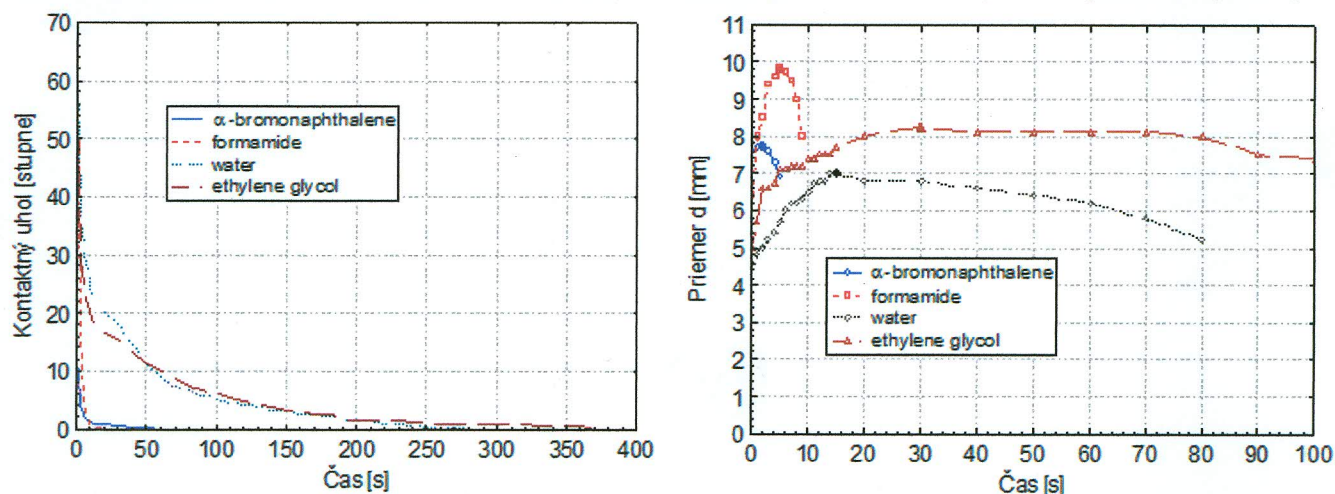 70
60
50
40
30
20
10
0
Kontaktný uhol [stupne]
α-bromonaphthalene
formamide
water
ethylene glycol
0 50 100 150 200 250 300 350 400
Čas [s]
11
10
9
8
7
6
5
4
3
2
1
0
Priemer d [mm]
α-bromonaphthalene
formamide
water
ethylene glycol
0 10 20 30 40 50 60 70 80 90 100
Čas [s]